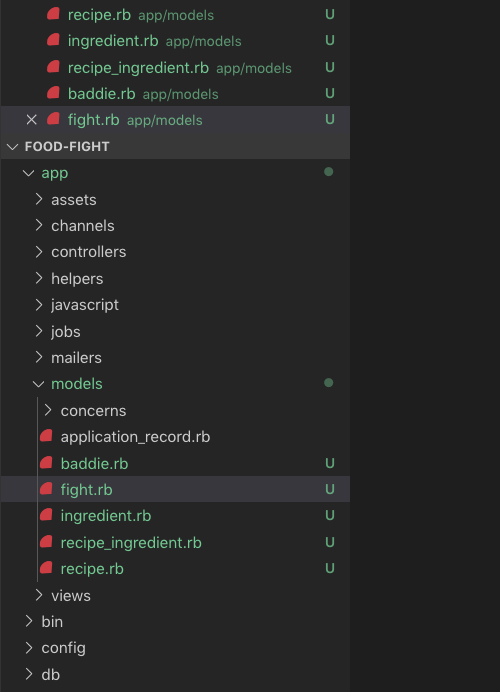 recipe.rb app/models U
ingredient.rb app/models U
recipe_ingredient.rb app/models U
baddie.rb app/models U
fight.rb app/models U
FOOD-FIGHT
app
assets
channels
controllers
helpers
javascript
jobs
mailers
models
concerns
application_record.rb
baddie.rb U
fight.rb U
ingredient.rb U
recipe_ingredient.rb U
recipe.rb U
views
bin
config
db